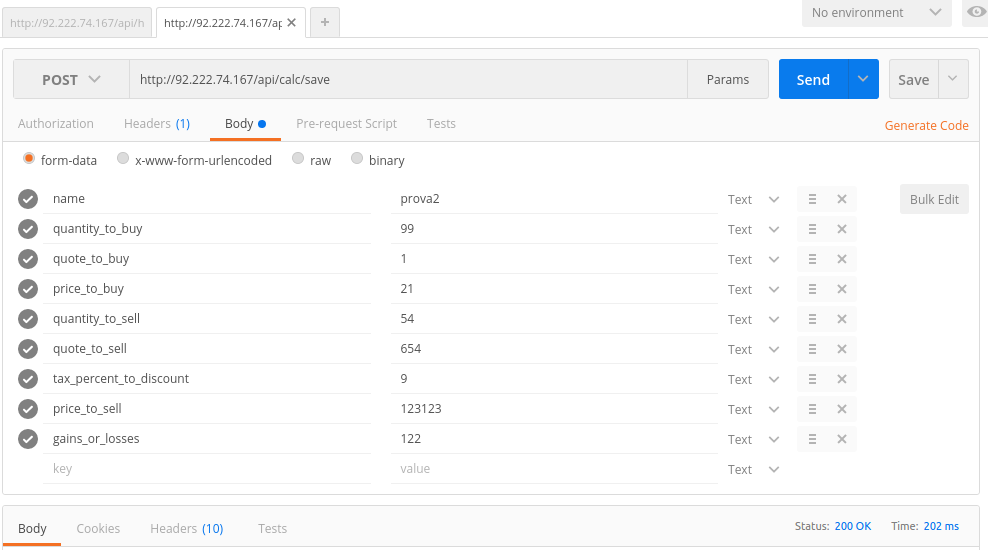 http://92.222.74.167/api/h http://92.222.74.167/ap No environment
POST http://92.222.74.167/api/calc/save Params Send Save
Authorization Headers (1) Body Pre-request Script Tests Generate Code
form-data x-www-form-urlencoded raw binary
name prova2 Text Bulk Edit
quantity_to_buy 99 Text
quote_to_buy 1 Text
price_to_buy 21 Text
quantity_to_sell 54 Text
quote_to_sell 654 Text
tax_percent_to_discount 9 Text
price_to_sell 123123 Text
gains_or_losses 122 Text
key value Text
Body Cookies Headers (10) Tests Status: 200 OK Time: 202 ms